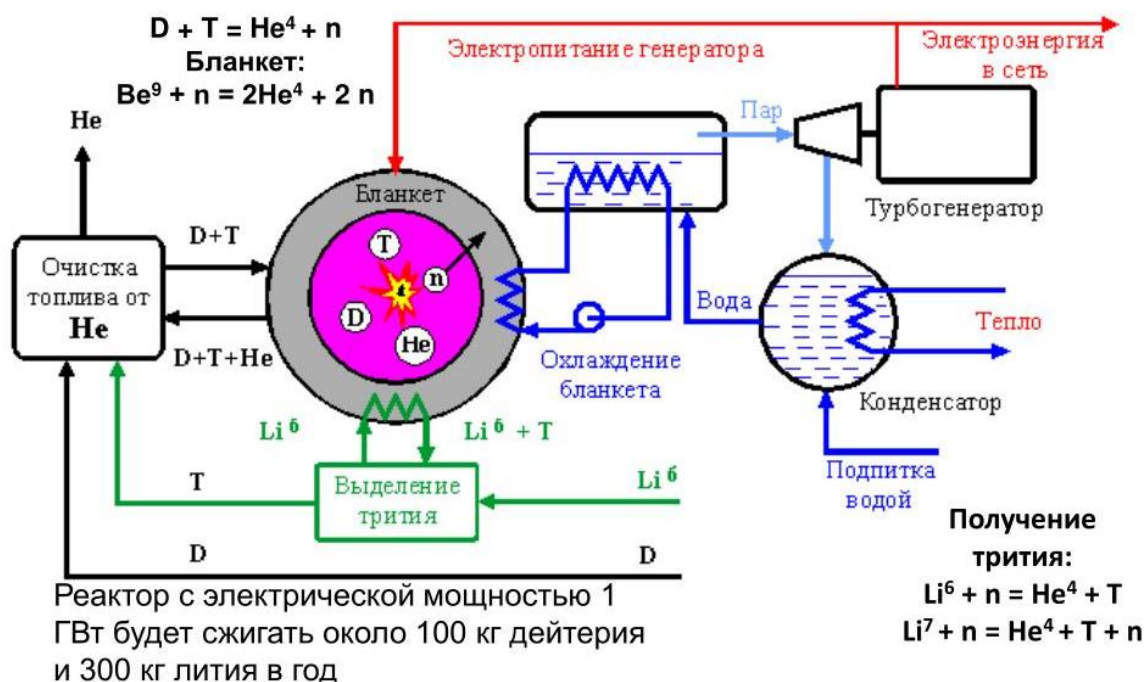 D + T = He⁴ + n
Бланкет:
Be⁹ + n = 2He⁴ + 2 n
Электропитание генератора
Электроэнергия
в сеть
He
Пар
Бланкет
Турбогенератор
D+T
Очистка
топлива от
He
T
n
D
He
D+T+He
Вода
Тепло
Охлаждение
бланкета
Конденсатор
Li⁶
Li⁶ + T
T
Выделение
трития
Li⁶
Подпитка
водой
D
D
Получение
трития:
Li⁶ + n = He⁴ + T
Li⁷ + n = He⁴ + T + n
Реактор с электрической мощностью 1
ГВт будет сжигать около 100 кг дейтерия
и 300 кг лития в год